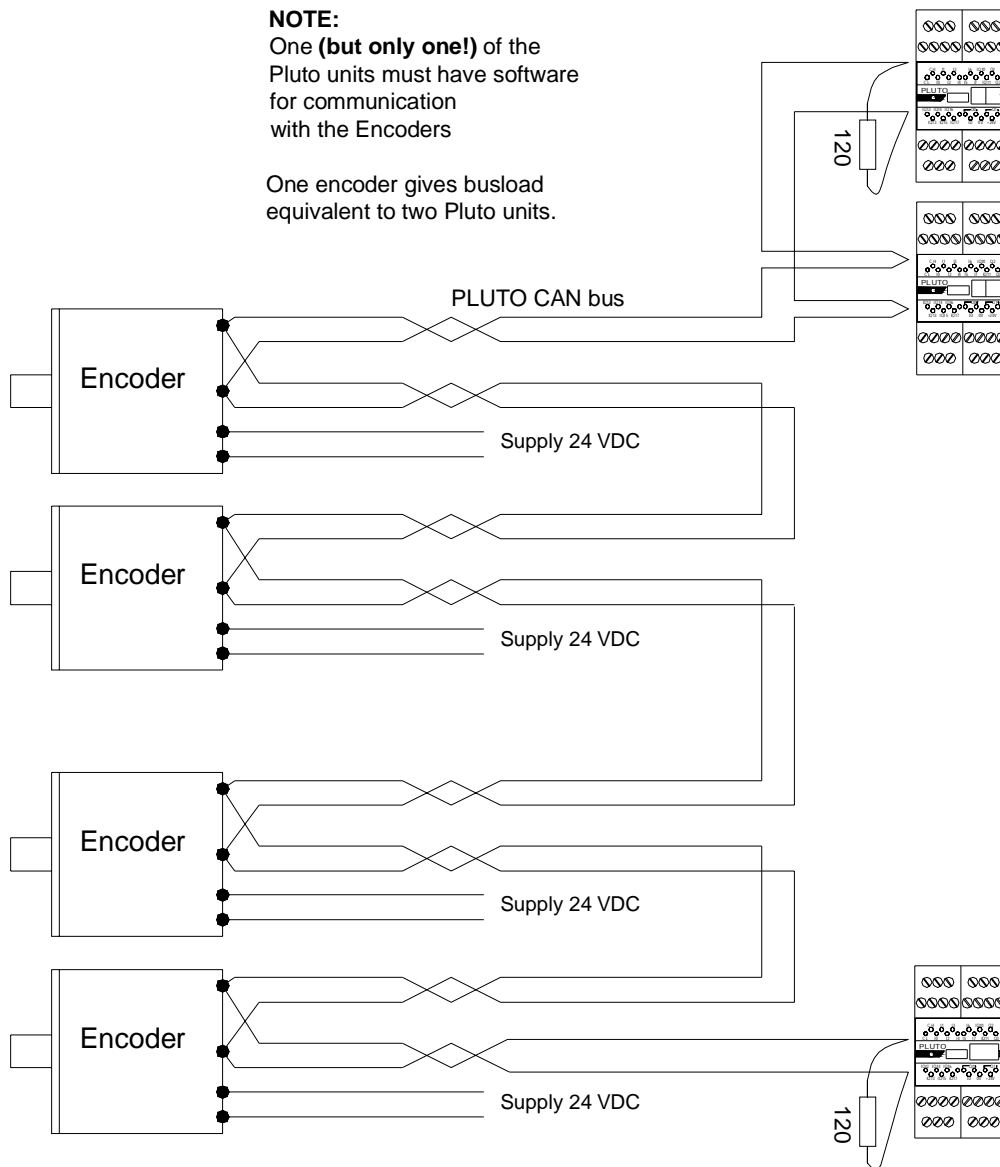 NOTE:
One (but only one!) of the
Pluto units must have software
for communication
with the Encoders
One encoder gives busload
equivalent to two Pluto units.
PLUTO
120
PLUTO
PLUTO CAN bus
Encoder
Supply 24 VDC
Encoder
Supply 24 VDC
Encoder
Supply 24 VDC
Encoder
Supply 24 VDC
PLUTO
120